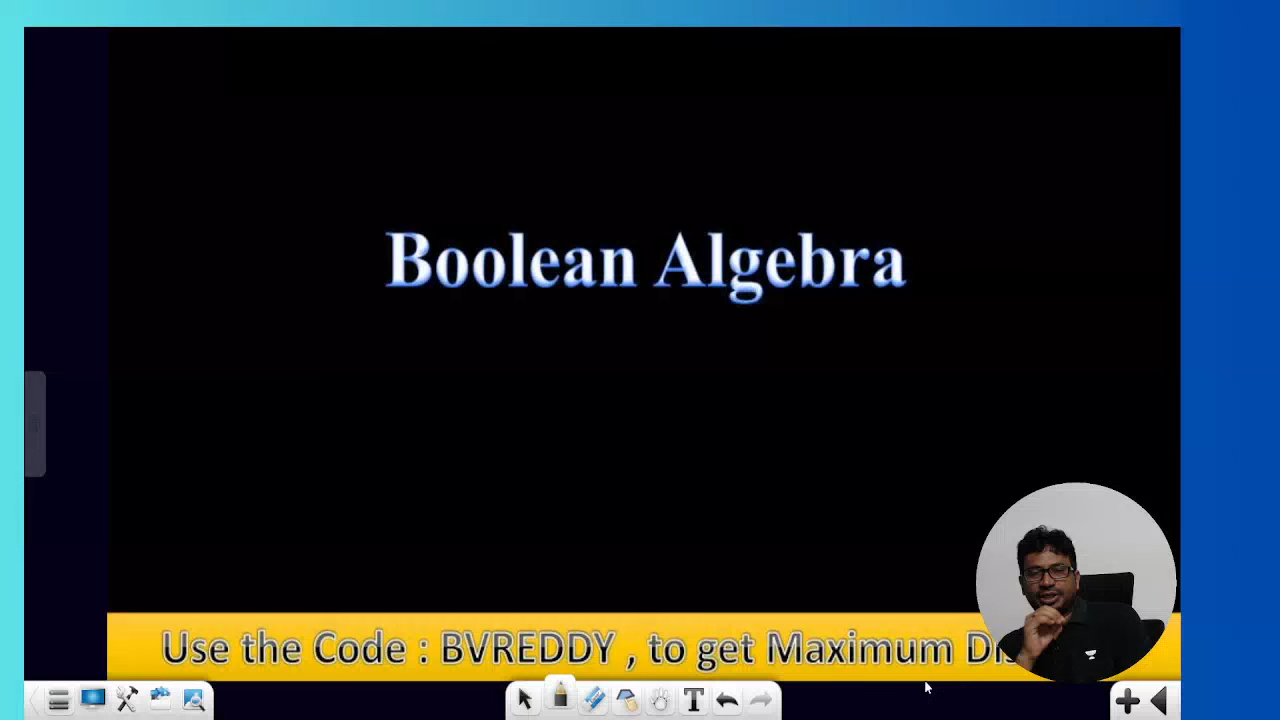 Boolean Algebra
Use the Code : BVREDDY , to get Maximum
T